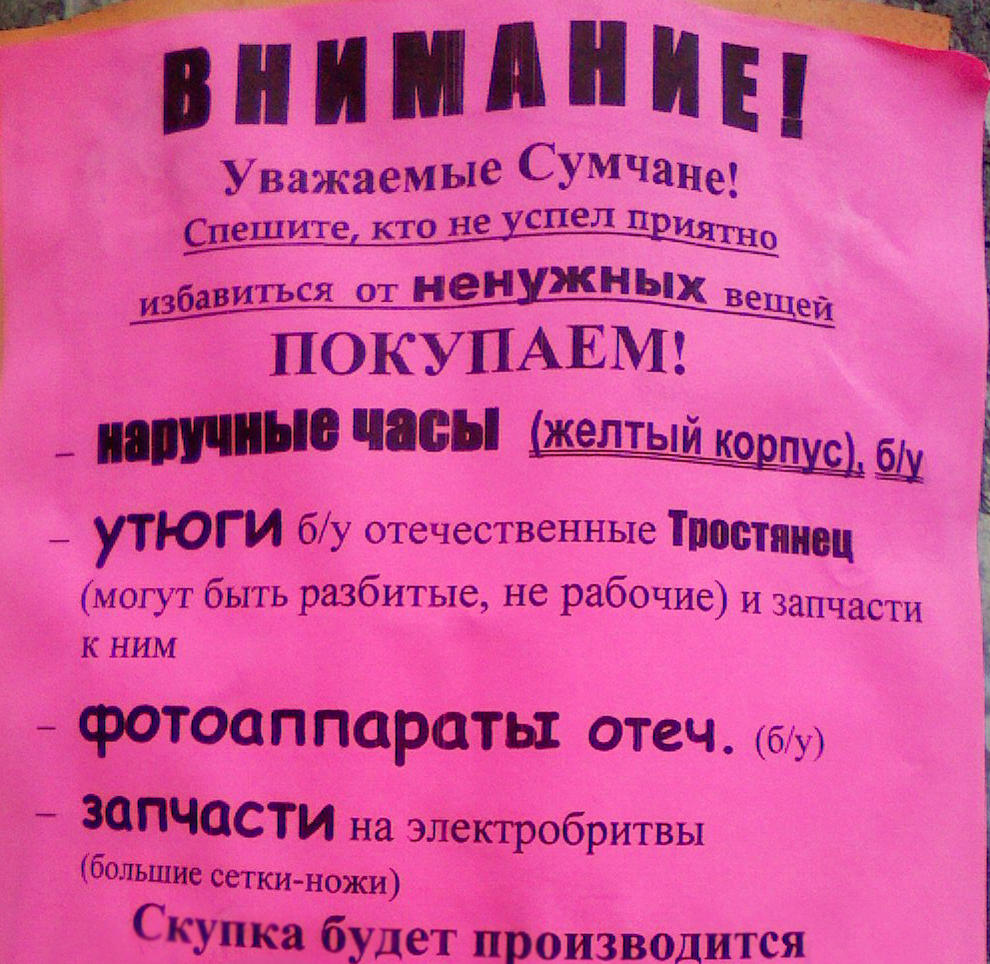 ВНИМАНИЕ!
Уважаемые Сумчане!
Спешите, кто не успел приятно
избавиться от ненужных вещей
ПОКУПАЕМ!
– наручные часы (желтый корпус), б/у
– утюги б/у отечественные Тростянец
(могут быть разбитые, не рабочие) и запчасти
к ним
– фотоаппараты отеч. (б/у)
– запчасти на электробритвы
(большие сетки-ножи)
Скупка будет производится